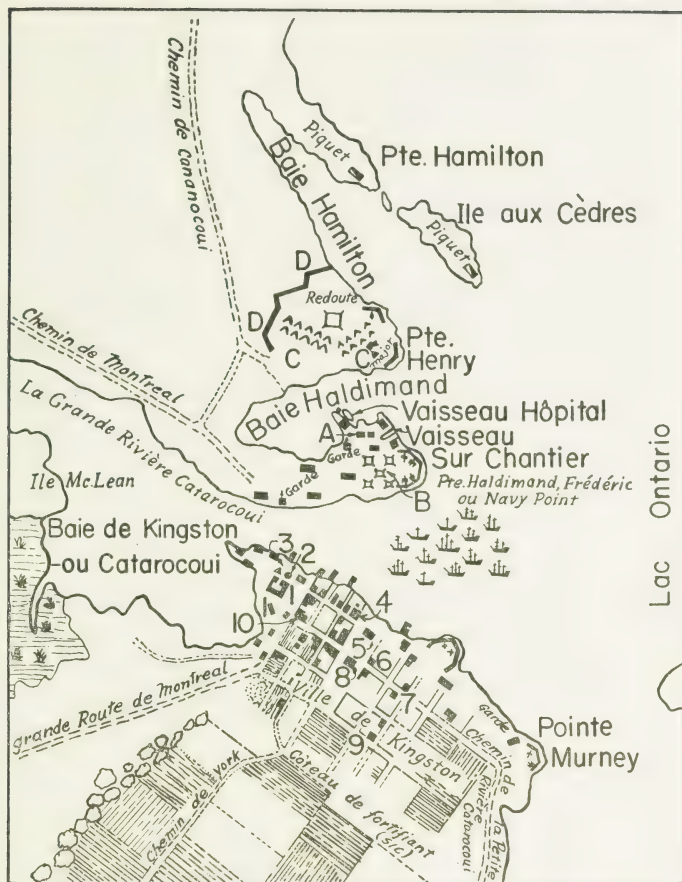 Chemin de Cananocoui
Piquet
Pte. Hamilton
Baie Hamilton
Ile aux Cèdres
Piquet
D
Redoute
D
C
C
major
Pte.
Henry
Chemin de Montreal
Baie Haldimand
La Grande Rivière Catarocoui
Vaisseau Hôpital
A
Vaisseau
Garde
Sur Chantier
Garde
B
Pte. Haldimand, Frédéric
ou Navy Point
Lac Ontario
Ile Mc.Lean
Baie de Kingston
ou Catarocoui
3
2
1
4
10
5
6
8
7
9
Ville de Kingston
grande Route de Montreal
Garde
Pointe
Murney
Chemin de la Petite
Rivière
Catarocoui
Chemin de york
Côteau de fortifiant
(sic)